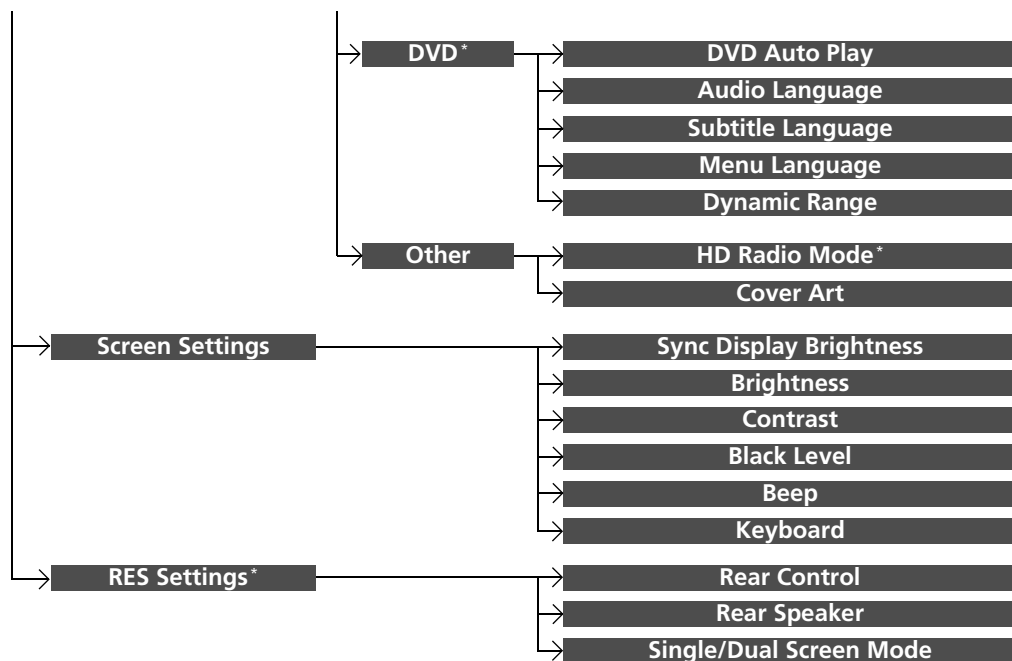 DVD*
DVD Auto Play
Audio Language
Subtitle Language
Menu Language
Dynamic Range
Other
HD Radio Mode*
Cover Art
Screen Settings
Sync Display Brightness
Brightness
Contrast
Black Level
Beep
Keyboard
RES Settings*
Rear Control
Rear Speaker
Single/Dual Screen Mode